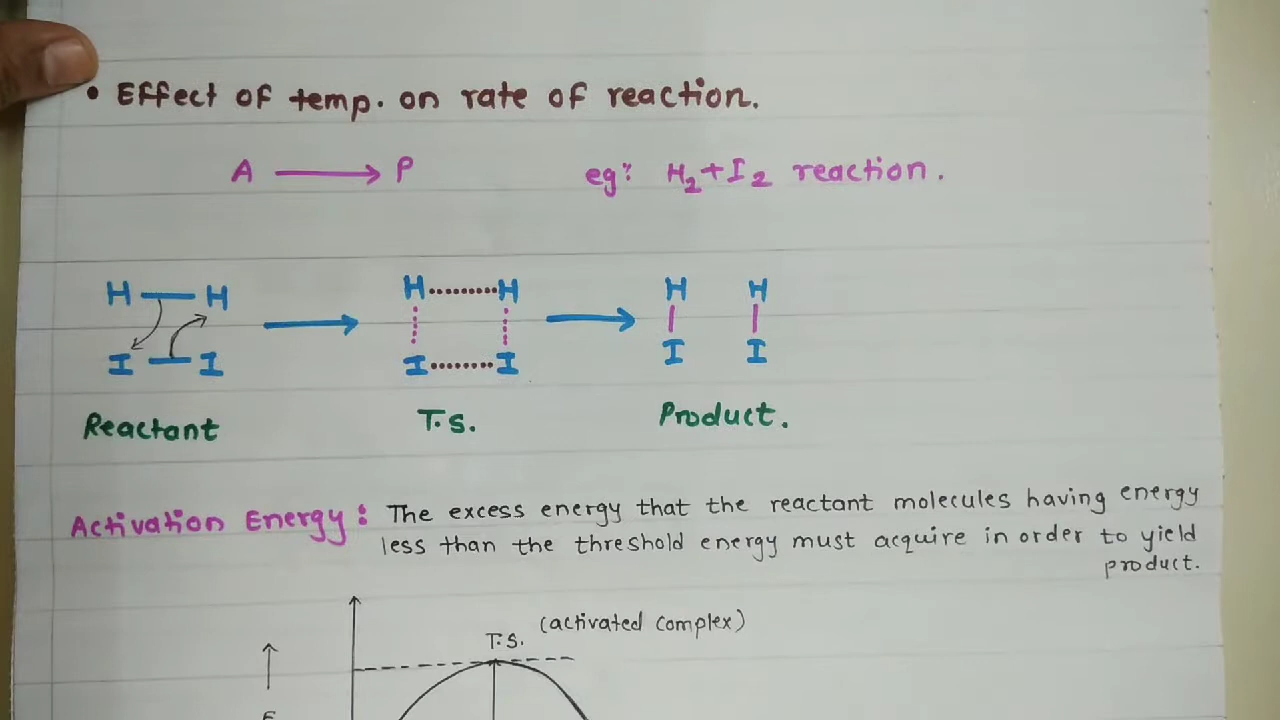 • Effect of temp. on rate of reaction.
A ⟶ P eg: H₂+I₂ reaction.
H — H ⟶ H.........H ⟶ H H
I — I I.........I I I
Reactant T.S. Product.
Activation Energy: The excess energy that the reactant molecules having energy
less than the threshold energy must acquire in order to yield
product.
(activated complex)
T.S.